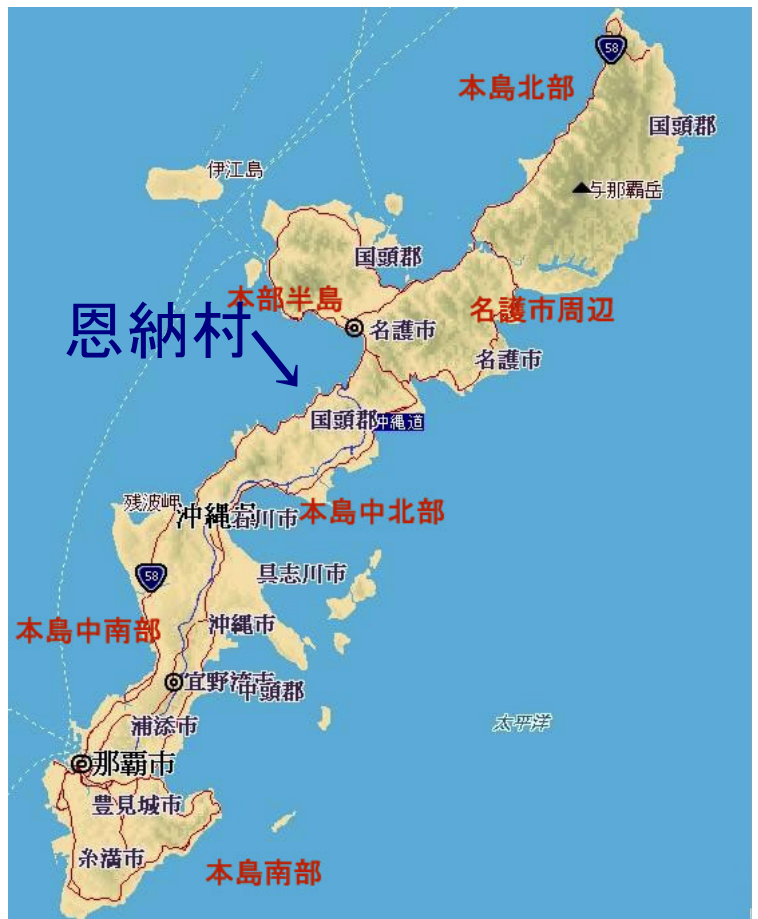 58
本島北部
国頭郡
伊江島
与那覇岳
国頭郡
本部半島
名護市周辺
恩納村
名護市
名護市
国頭郡
沖縄道
残波岬
沖縄
石川市
本島中北部
58
具志川市
本島中南部
沖縄市
宜野湾市
中頭郡
浦添市
太平洋
那覇市
豊見城市
糸満市
本島南部